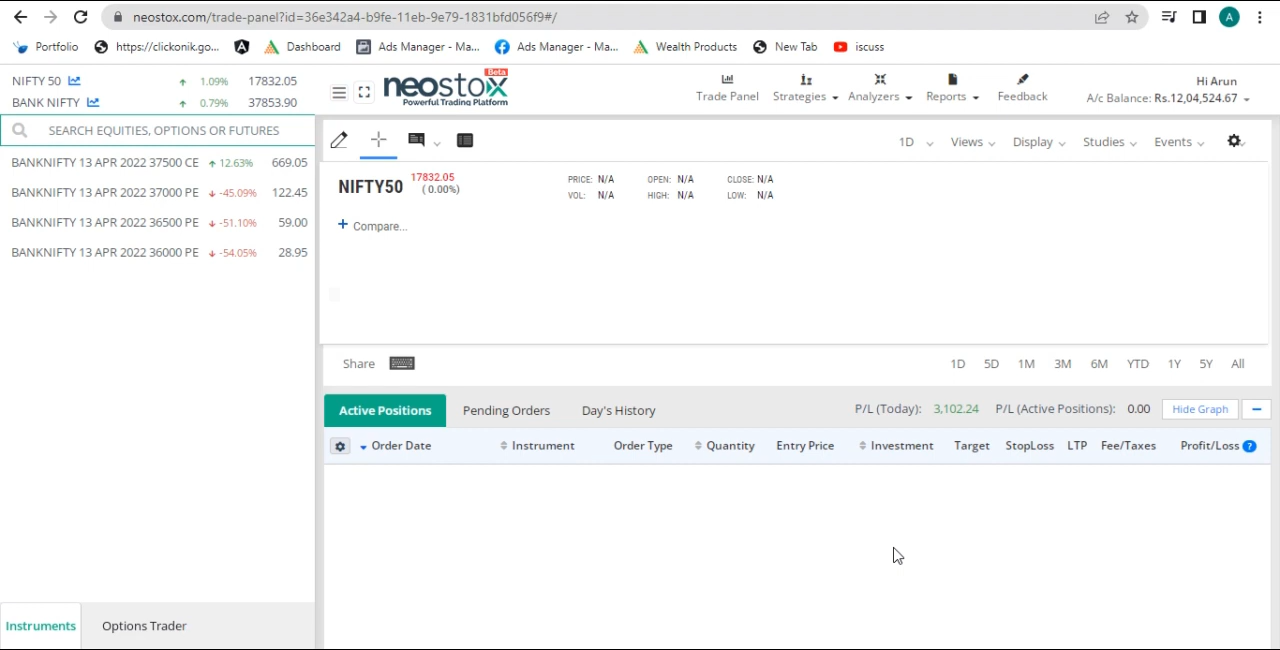 neostox.com/trade-panel?id=36e342a4-b9fe-11eb-9e79-1831bfd056f9#/
A
Portfolio
https://clickonik.go...
Dashboard
Ads Manager - Ma...
Ads Manager - Ma...
Wealth Products
New Tab
iscuss
NIFTY 50 1.09% 17832.05
BANK NIFTY 0.79% 37853.90
SEARCH EQUITIES, OPTIONS OR FUTURES
BANKNIFTY 13 APR 2022 37500 CE 12.63% 669.05
BANKNIFTY 13 APR 2022 37000 PE -45.09% 122.45
BANKNIFTY 13 APR 2022 36500 PE -51.10% 59.00
BANKNIFTY 13 APR 2022 36000 PE -54.05% 28.95
Instruments
Options Trader
Beta
neostox
Powerful Trading Platform
Trade Panel
Strategies
Analyzers
Reports
Feedback
Hi Arun
A/c Balance: Rs.12,04,524.67
1D
Views
Display
Studies
Events
NIFTY50
17832.05
( 0.00%)
PRICE: N/A OPEN: N/A CLOSE: N/A
VOL: N/A HIGH: N/A LOW: N/A
+ Compare...
Share
1D 5D 1M 3M 6M YTD 1Y 5Y All
Active Positions
Pending Orders
Day's History
P/L (Today): 3,102.24
P/L (Active Positions): 0.00
Hide Graph
Order Date Instrument Order Type Quantity Entry Price Investment Target StopLoss LTP Fee/Taxes Profit/Loss ?